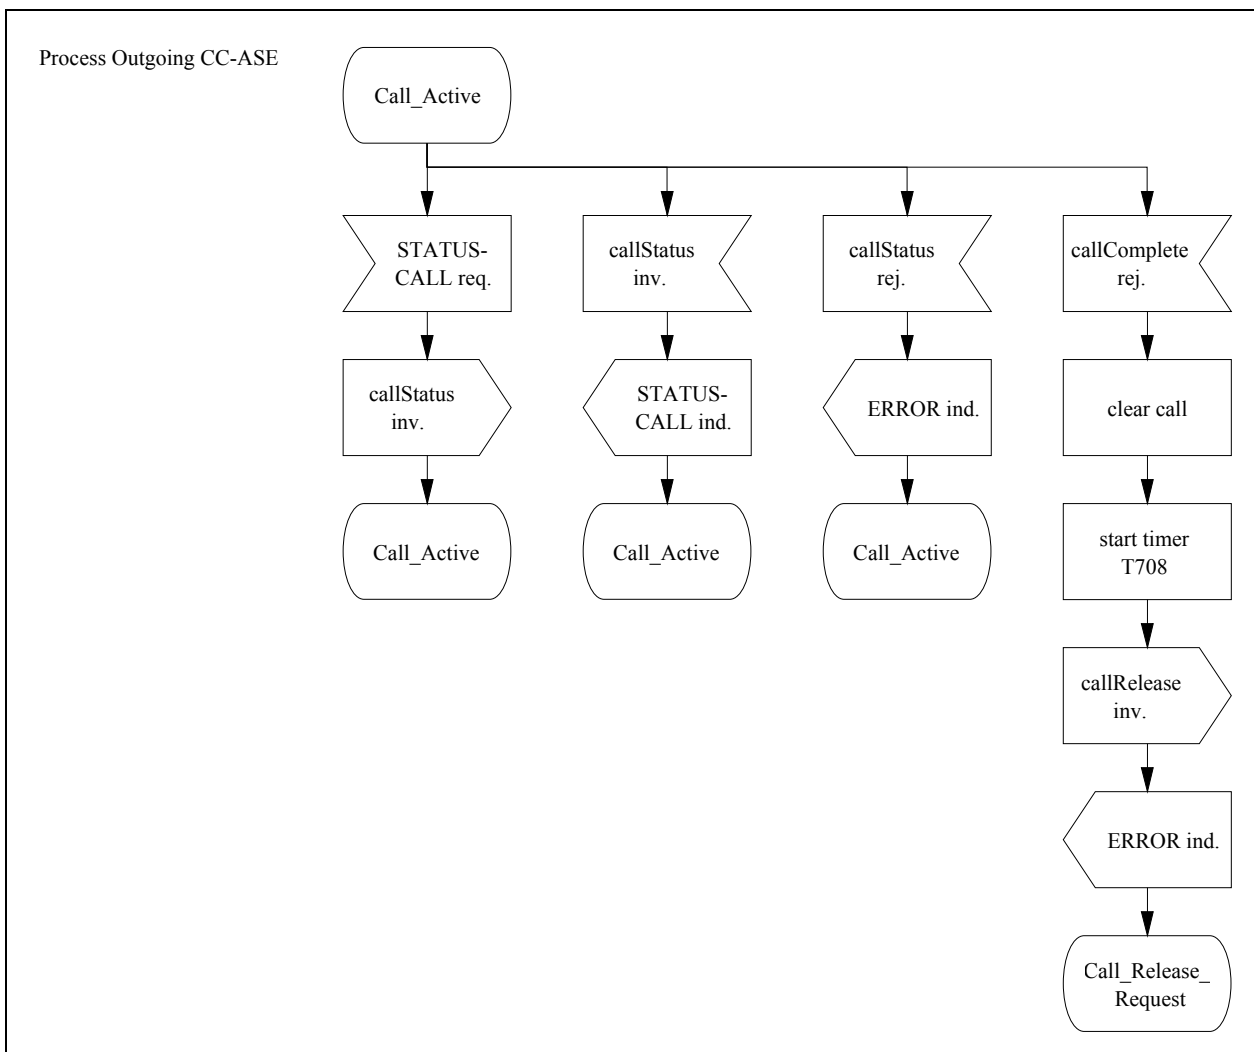 Process Outgoing CC-ASE
Call_Active
STATUS-
CALL req.
callStatus
inv.
callStatus
rej.
callComplete
rej.
callStatus
inv.
STATUS-
CALL ind.
ERROR ind.
clear call
Call_Active
Call_Active
Call_Active
start timer
T708
callRelease
inv.
ERROR ind.
Call_Release_
Request